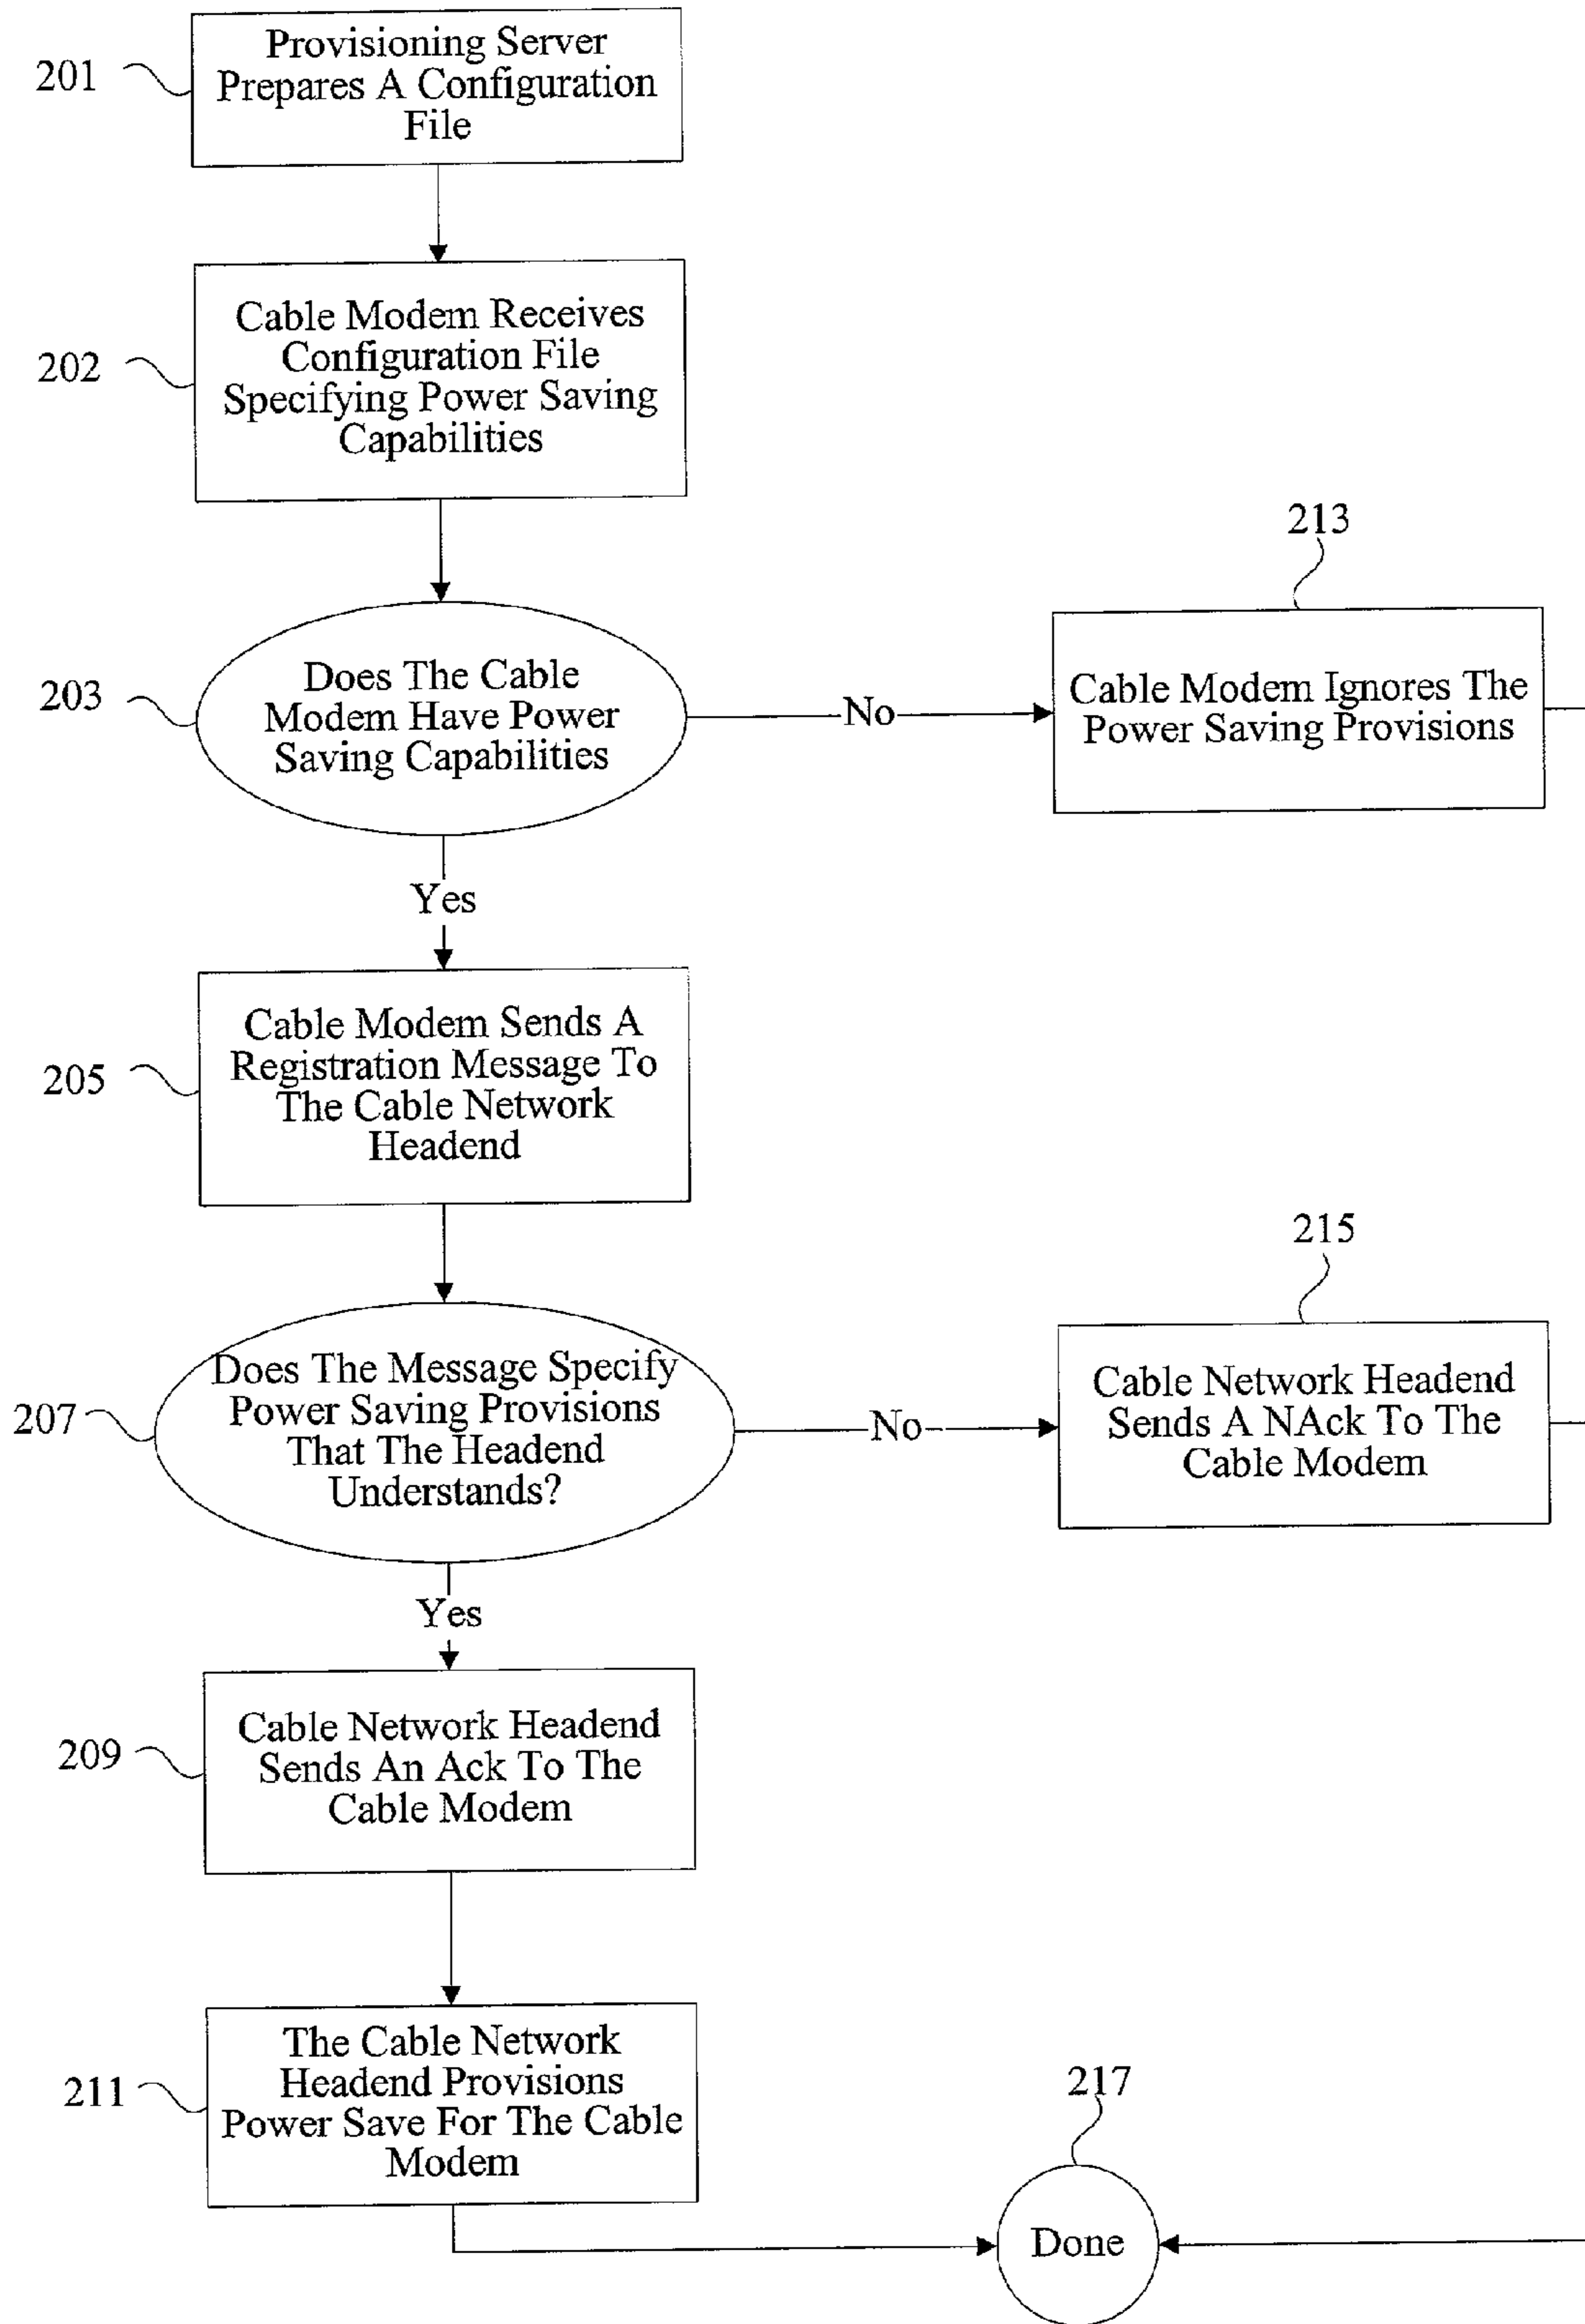 201
Provisioning Server
Prepares A Configuration
File
202
Cable Modem Receives
Configuration File
Specifying Power Saving
Capabilities
203
Does The Cable
Modem Have Power
Saving Capabilities
No
213
Cable Modem Ignores The
Power Saving Provisions
Yes
205
Cable Modem Sends A
Registration Message To
The Cable Network
Headend
207
Does The Message Specify
Power Saving Provisions
That The Headend
Understands?
No
215
Cable Network Headend
Sends A NAck To The
Cable Modem
Yes
209
Cable Network Headend
Sends An Ack To The
Cable Modem
211
The Cable Network
Headend Provisions
Power Save For The Cable
Modem
217
Done